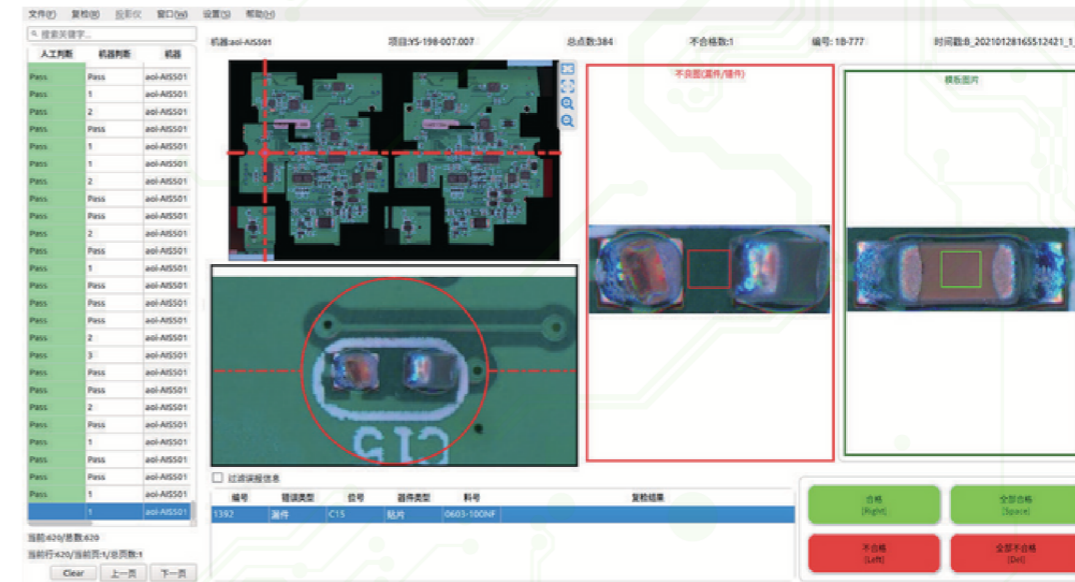 文件(F) 复检(R) 投影仪 窗口(W) 设置(S) 帮助(H)
搜索关键字...
机器:aoi-AIS501 项目:YS-198-007.007 总点数:384 不合格数:1 编号: 1B-777 时间戳:B_20210128165512421_1_
人工判断 机器判断 机器
Pass Pass aoi-AIS501
Pass 1 aoi-AIS501
Pass 2 aoi-AIS501
Pass Pass aoi-AIS501
Pass 1 aoi-AIS501
Pass 1 aoi-AIS501
Pass 2 aoi-AIS501
Pass Pass aoi-AIS501
Pass Pass aoi-AIS501
Pass 2 aoi-AIS501
Pass Pass aoi-AIS501
Pass 1 aoi-AIS501
Pass Pass aoi-AIS501
Pass Pass aoi-AIS501
Pass Pass aoi-AIS501
Pass 2 aoi-AIS501
Pass 3 aoi-AIS501
Pass Pass aoi-AIS501
Pass Pass aoi-AIS501
Pass 2 aoi-AIS501
Pass Pass aoi-AIS501
Pass 1 aoi-AIS501
Pass Pass aoi-AIS501
Pass Pass aoi-AIS501
Pass 1 aoi-AIS501
1 aoi-AIS501
当前:620/总数:620
当前行:620/当前页:1/总页数:1
Clear 上一页 下一页
不良图(漏件/错件)
模板图片
C15
过滤误报信息
编号 错误类型 位号 器件类型 料号 复检结果
1392 漏件 C15 贴片 0603-100NF
合格
[Right]
全部合格
[Space]
不合格
[Left]
全部不合格
[Del]